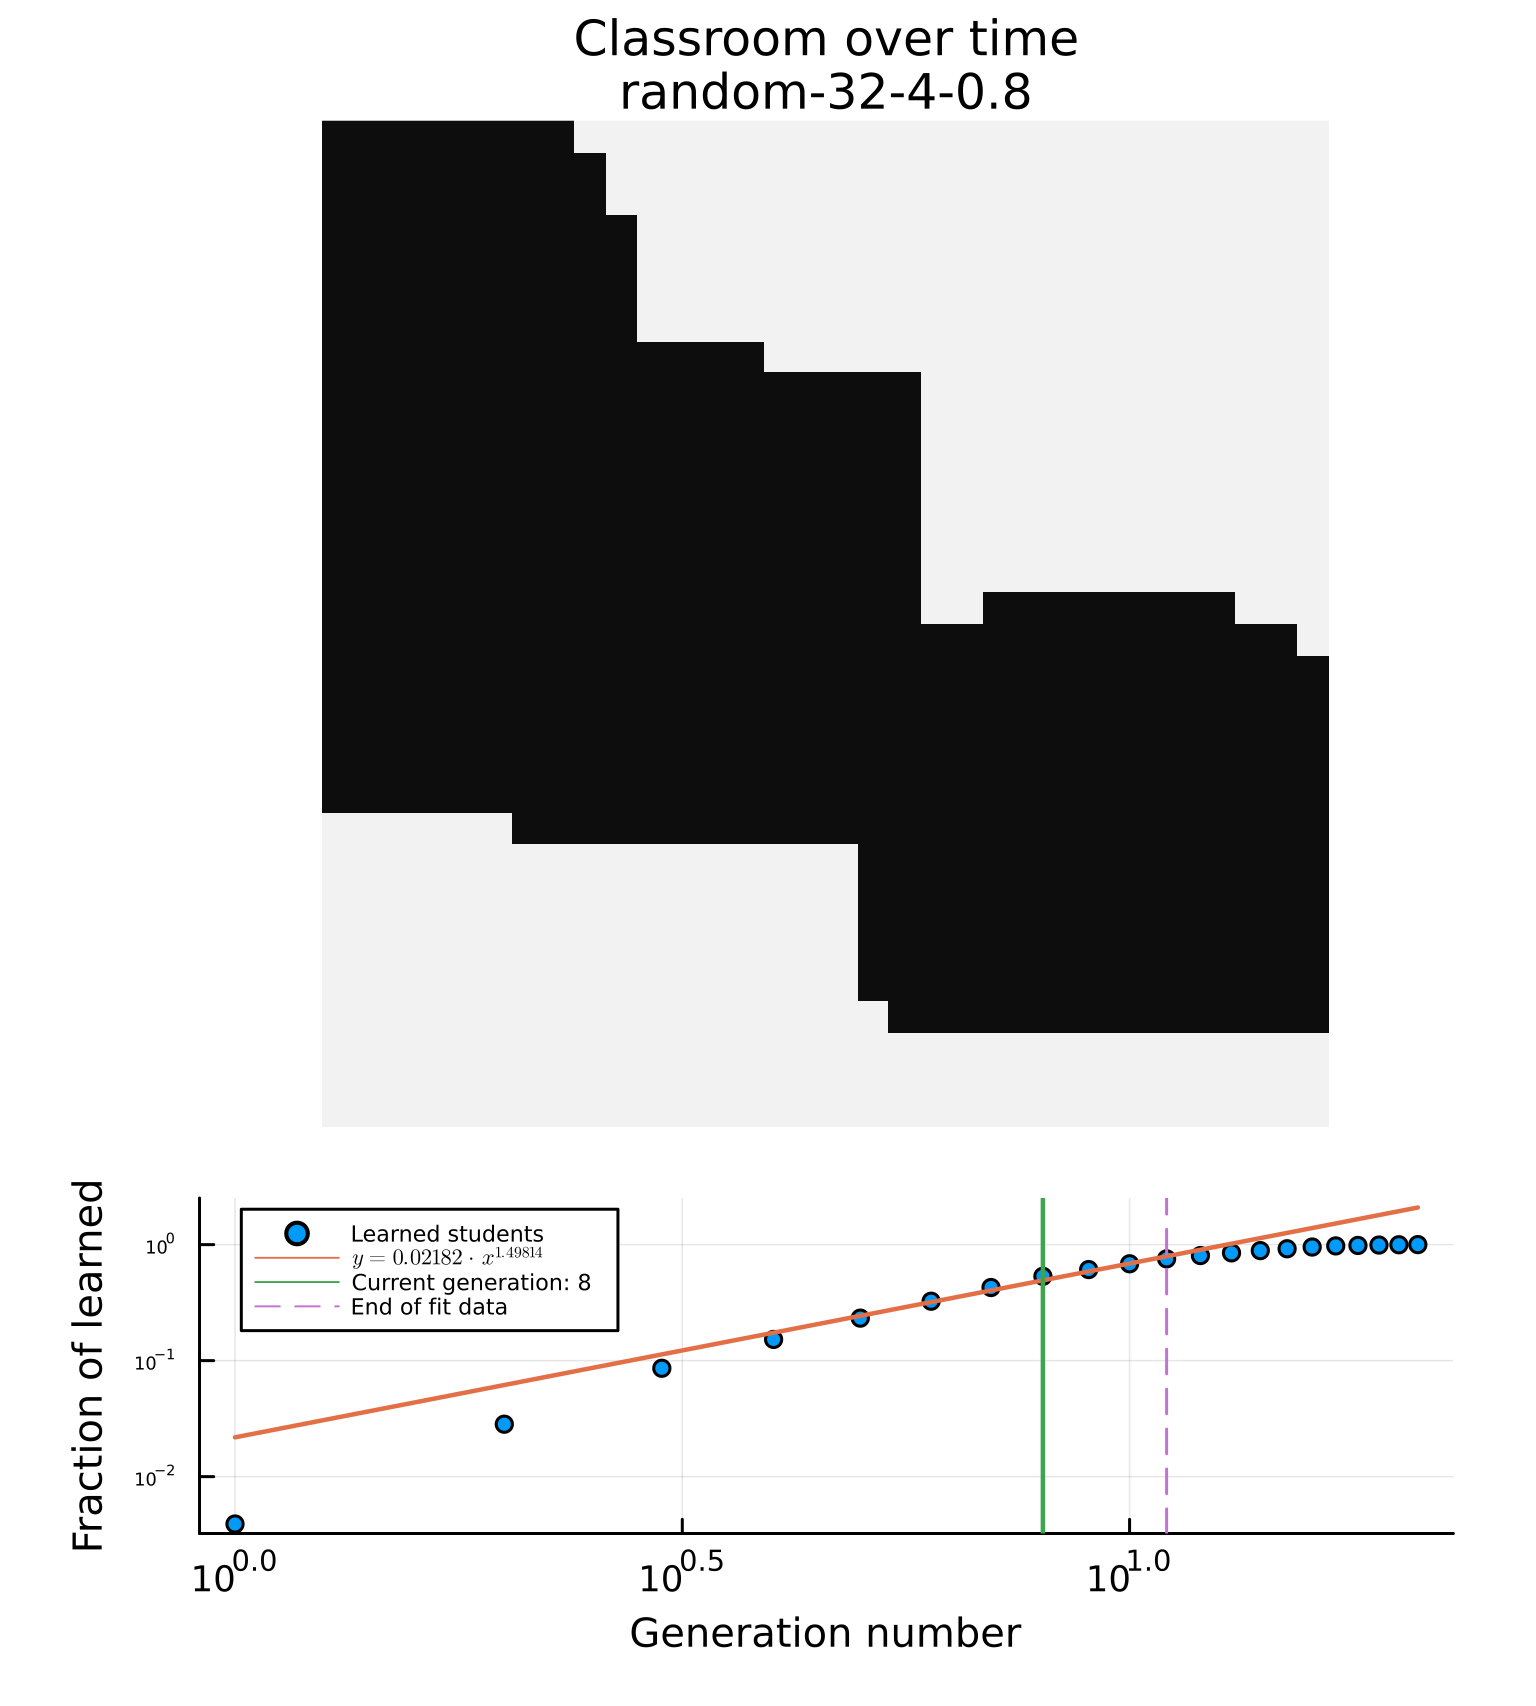 Classroom over time
random-32-4-0.8
Fraction of learned
10⁰
10⁻¹
10⁻²
Learned students
y = 0.02182 · x^1.49814
Current generation: 8
End of fit data
10^0.0
10^0.5
10^1.0
Generation number